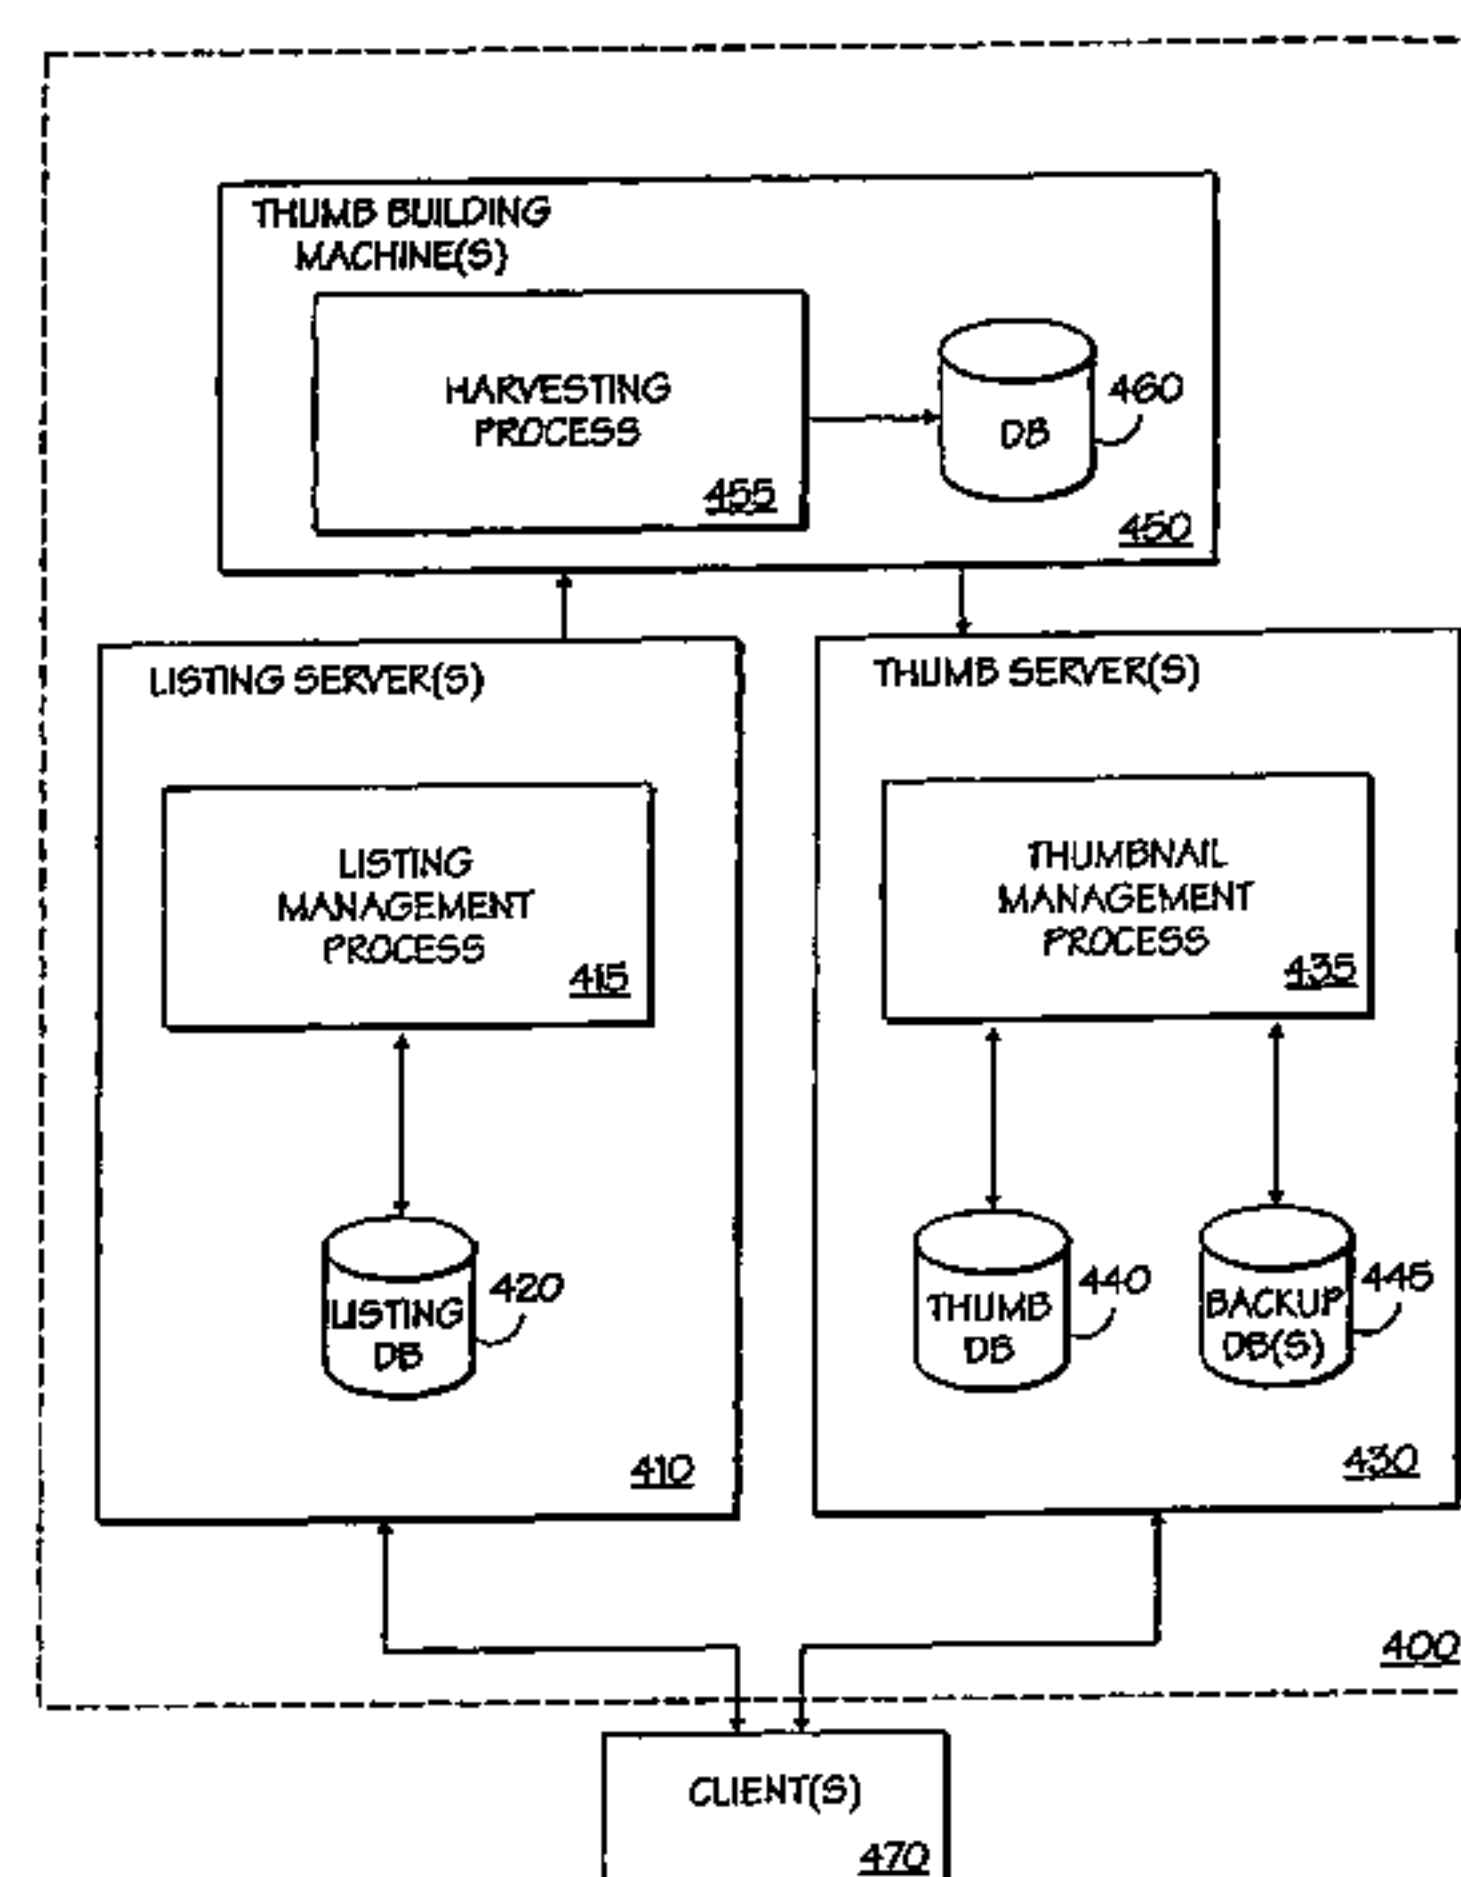 THUMB BUILDING
MACHINE(S)
HARVESTING
PROCESS
455
DB
460
450
LISTING SERVER(S)
LISTING
MANAGEMENT
PROCESS
415
LISTING
DB
420
410
THUMB SERVER(S)
THUMBNAIL
MANAGEMENT
PROCESS
435
THUMB
DB
440
BACKUP
DB(S)
445
430
400
CLIENT(S)
470